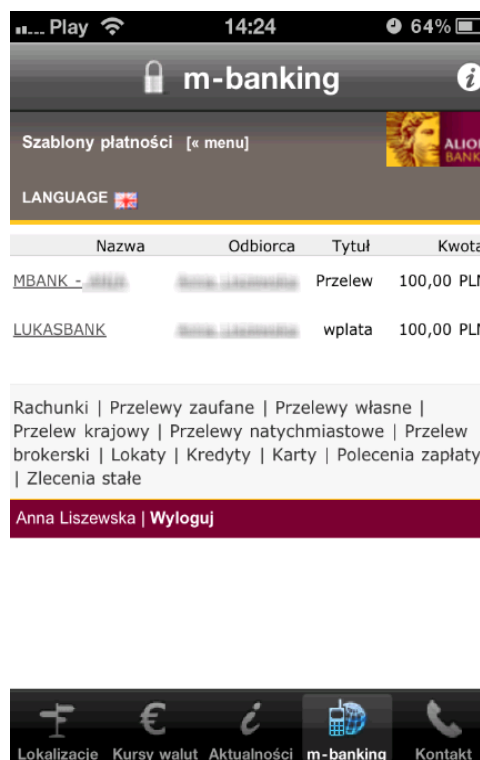 Play 14:24 64%
m-banking
Szablony płatności [« menu]
ALIOR
BANK
LANGUAGE
Nazwa Odbiorca Tytuł Kwota
MBANK - Przelew 100,00 PLN
LUKASBANK wplata 100,00 PLN
Rachunki | Przelewy zaufane | Przelewy własne |
Przelew krajowy | Przelewy natychmiastowe | Przelew
brokerski | Lokaty | Kredyty | Karty | Polecenia zapłaty
| Zlecenia stałe
Anna Liszewska | Wyloguj
Lokalizacje Kursy walut Aktualności m-banking Kontakt